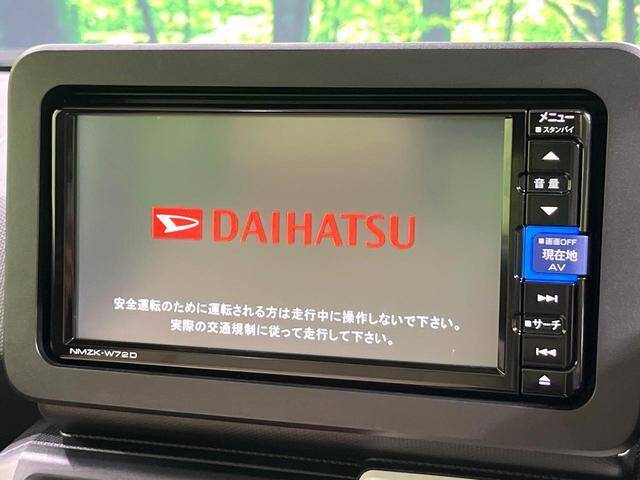 DAIHATSU
安全運転のために運転される方は走行中に操作しないで下さい。
実際の交通規制に従って走行して下さい。
NMZK-W72D
メニュー
■スタンバイ
▲
音量
▼
■画面OFF
現在地
AV
▶▶|
■サーチ
|◀◀
⏏